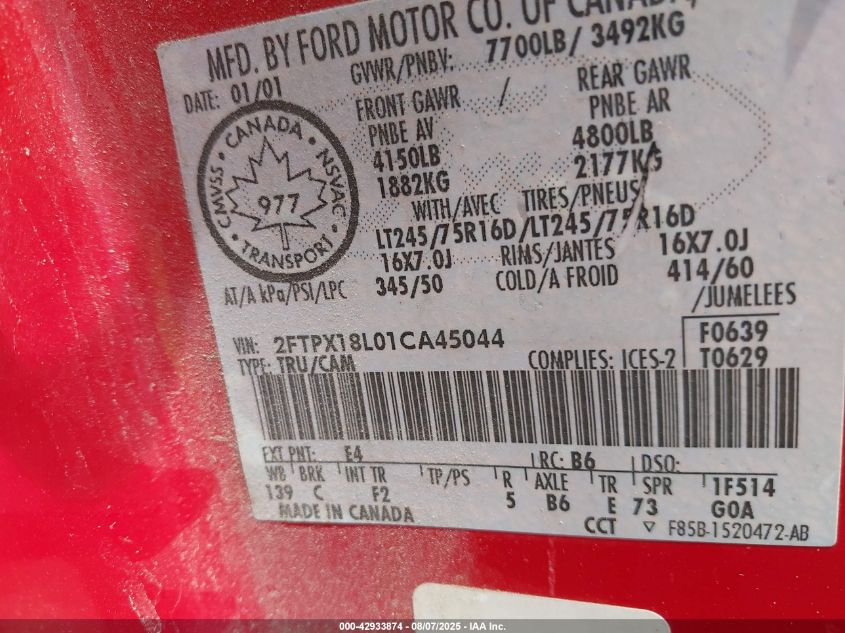 MFD. BY FORD MOTOR CO. OF CANADA,
DATE: 01/01 GVWR/PNBV: 7700LB/ 3492KG
FRONT GAWR / REAR GAWR
PNBE AV PNBE AR
4150LB 4800LB
1882KG 2177KG
CANADA
CMVSS NSVAC
977
TRANSPORT
WITH/AVEC TIRES/PNEUS
LT245/75R16D/LT245/75R16D
16X7.0J RIMS/JANTES 16X7.0J
AT/A kPa/PSI/LPC 345/50 COLD/A FROID 414/60
/JUMELEES
VIN: 2FTPX18L01CA45044 F0639
TYPE: TRU/CAM COMPLIES: ICES-2 T0629
EXT PNT: E4 RC: B6 DSO:
WB BRK INT TR TP/PS R AXLE TR SPR 1F514
139 C F2 5 B6 E 73 G0A
MADE IN CANADA
CCT ▽ F85B-1520472-AB
000-42933874 | 08/07/2025 - IAA Inc.